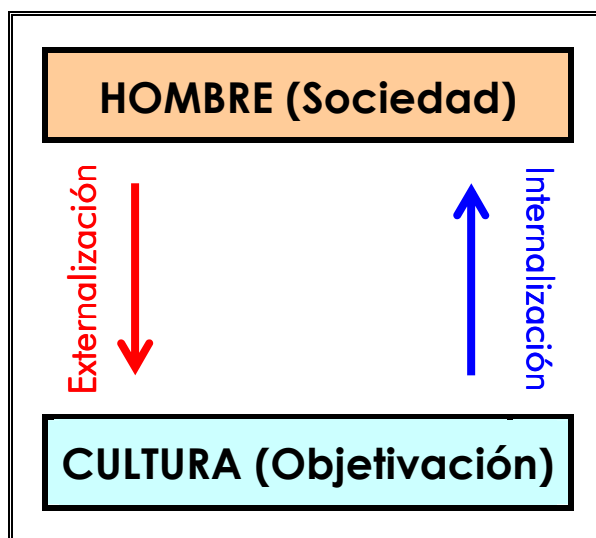 HOMBRE (Sociedad)
Externalización
Internalización
CULTURA (Objetivación)